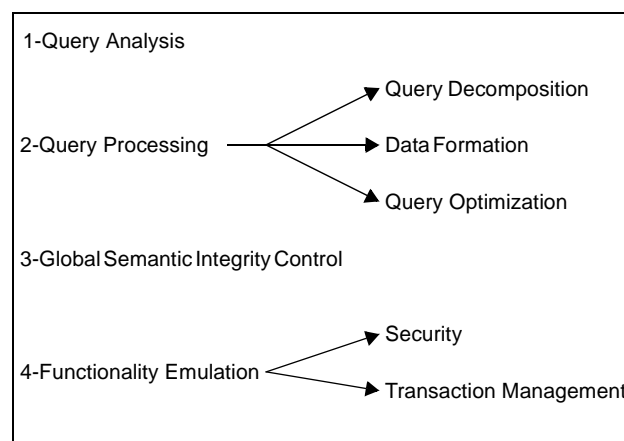 1-Query Analysis
Query Decomposition
2-Query Processing
Data Formation
Query Optimization
3-Global Semantic Integrity Control
Security
4-Functionality Emulation
Transaction Management